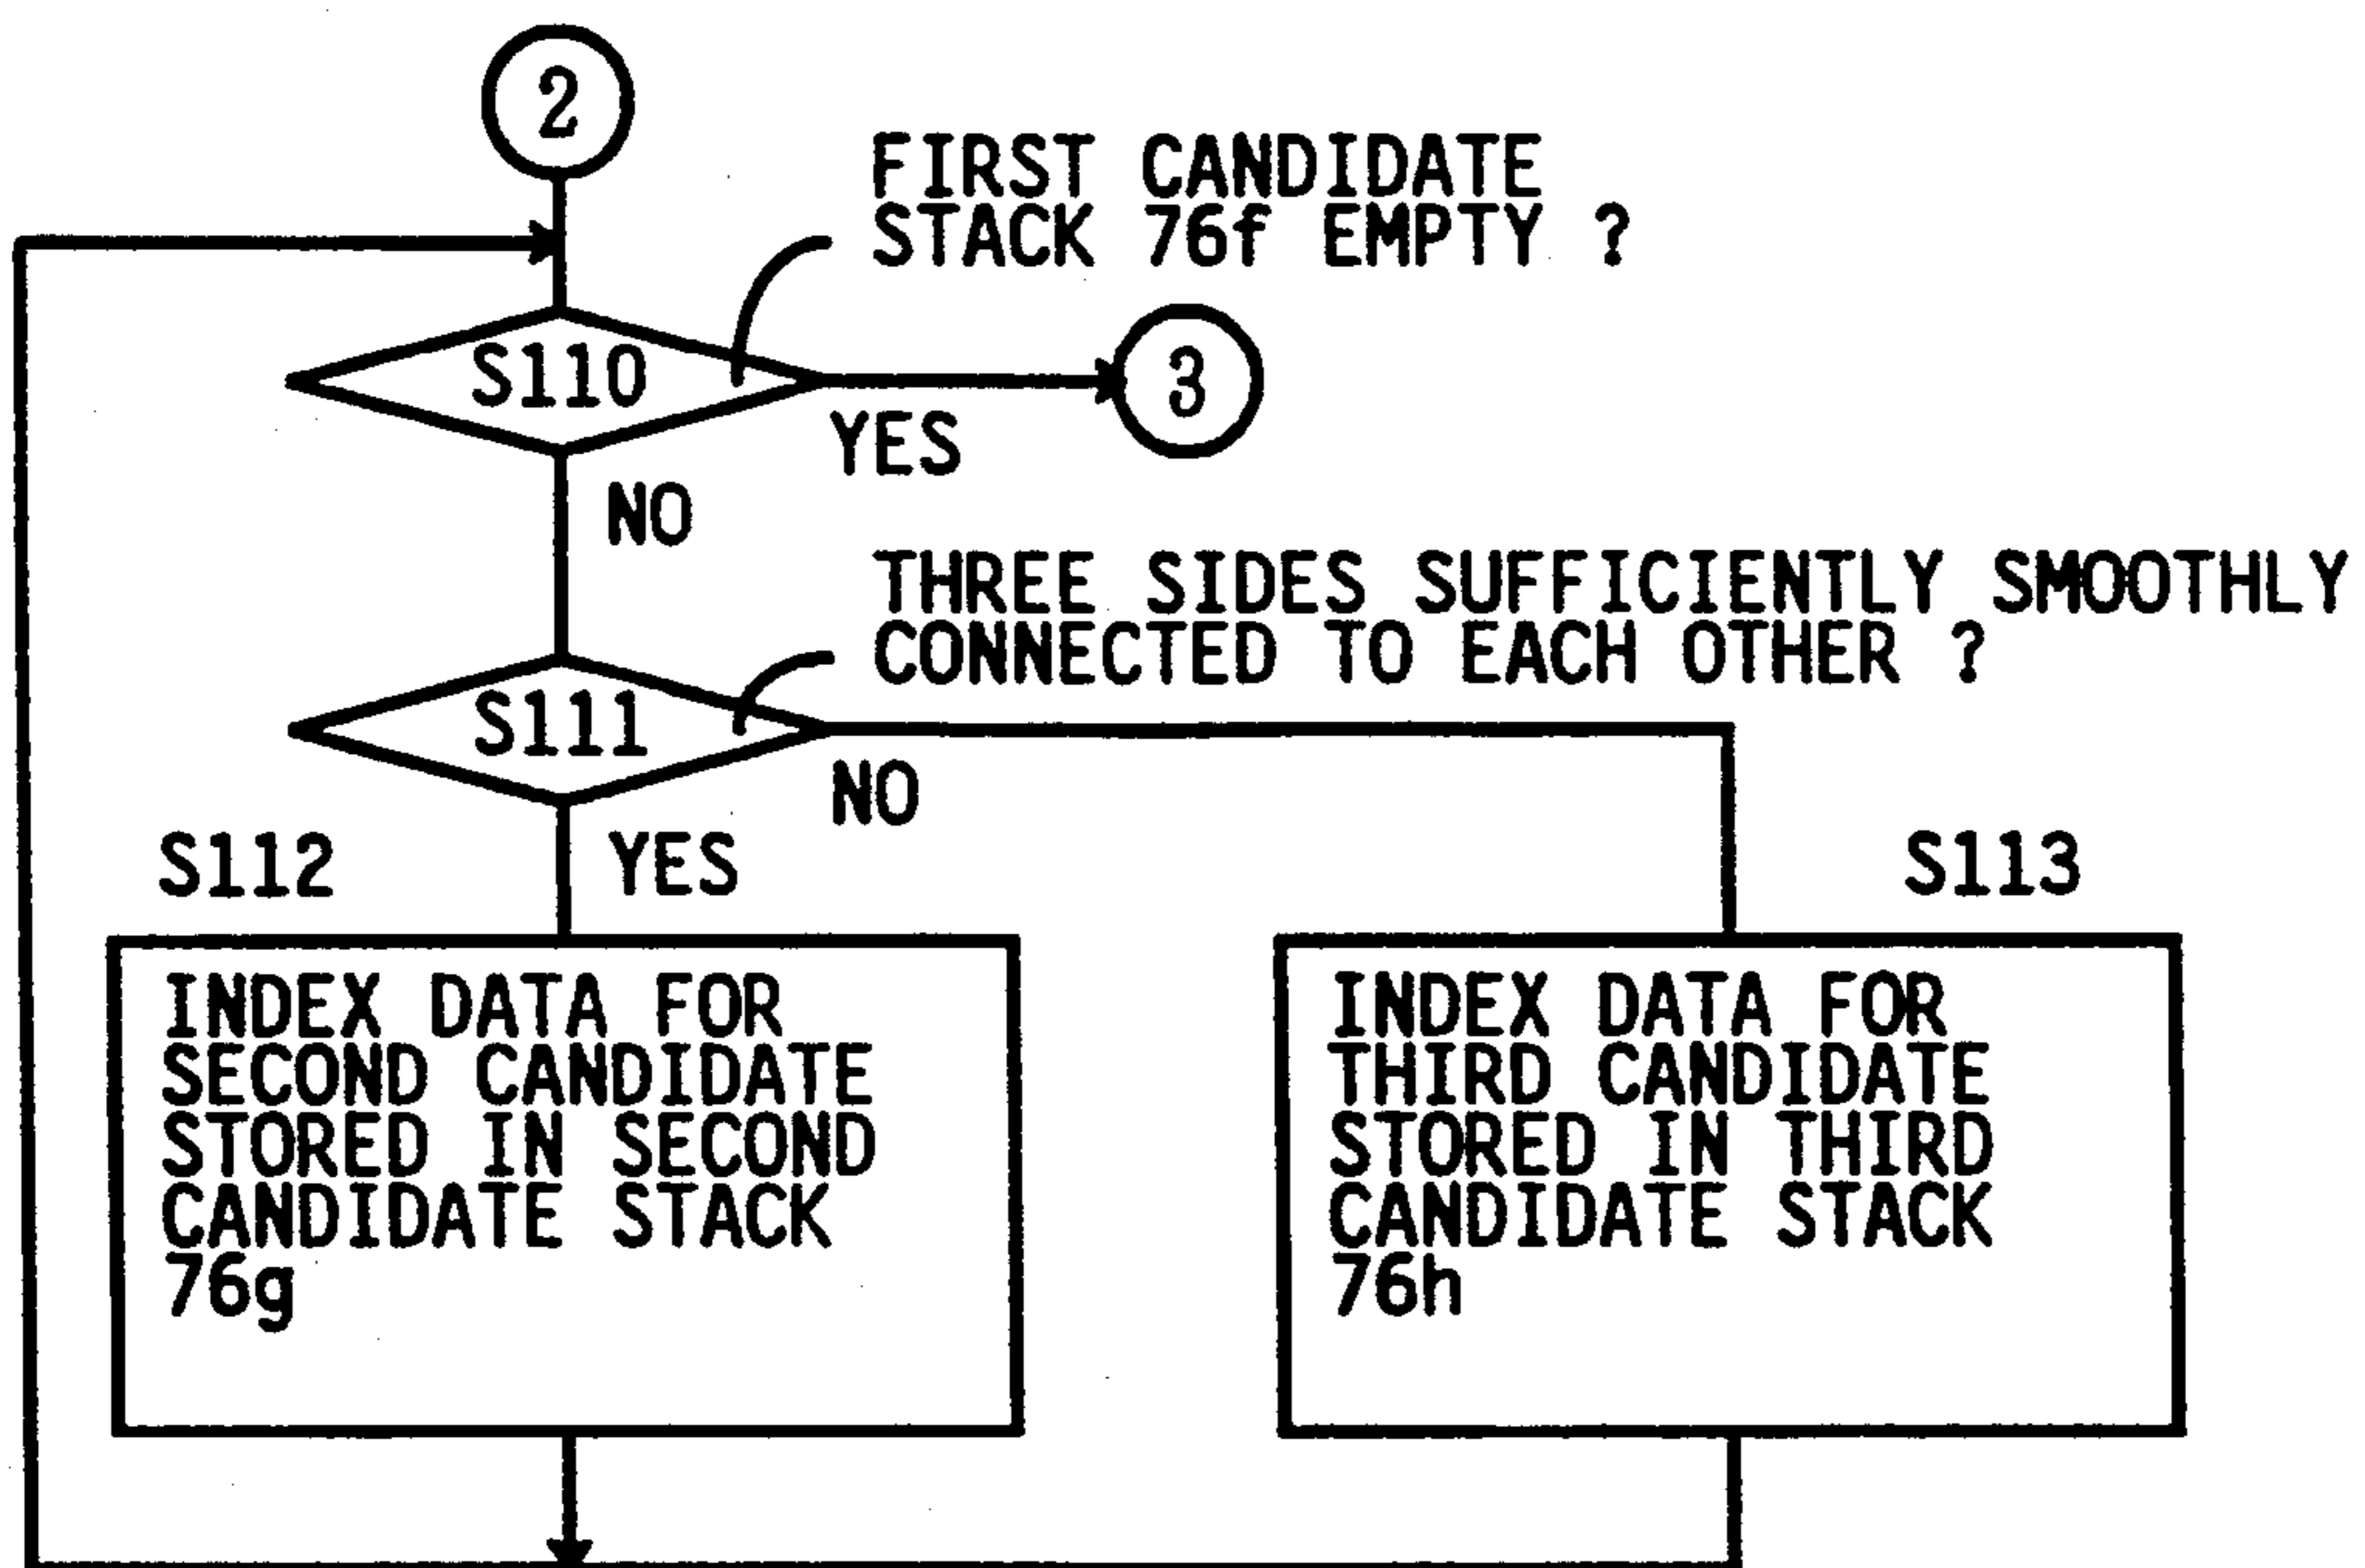 2
FIRST CANDIDATE
STACK 76f EMPTY ?
S110
3
YES
NO
THREE SIDES SUFFICIENTLY SMOOTHLY
CONNECTED TO EACH OTHER ?
S111
NO
S112
YES
S113
INDEX DATA FOR
SECOND CANDIDATE
STORED IN SECOND
CANDIDATE STACK
76g
INDEX DATA FOR
THIRD CANDIDATE
STORED IN THIRD
CANDIDATE STACK
76h